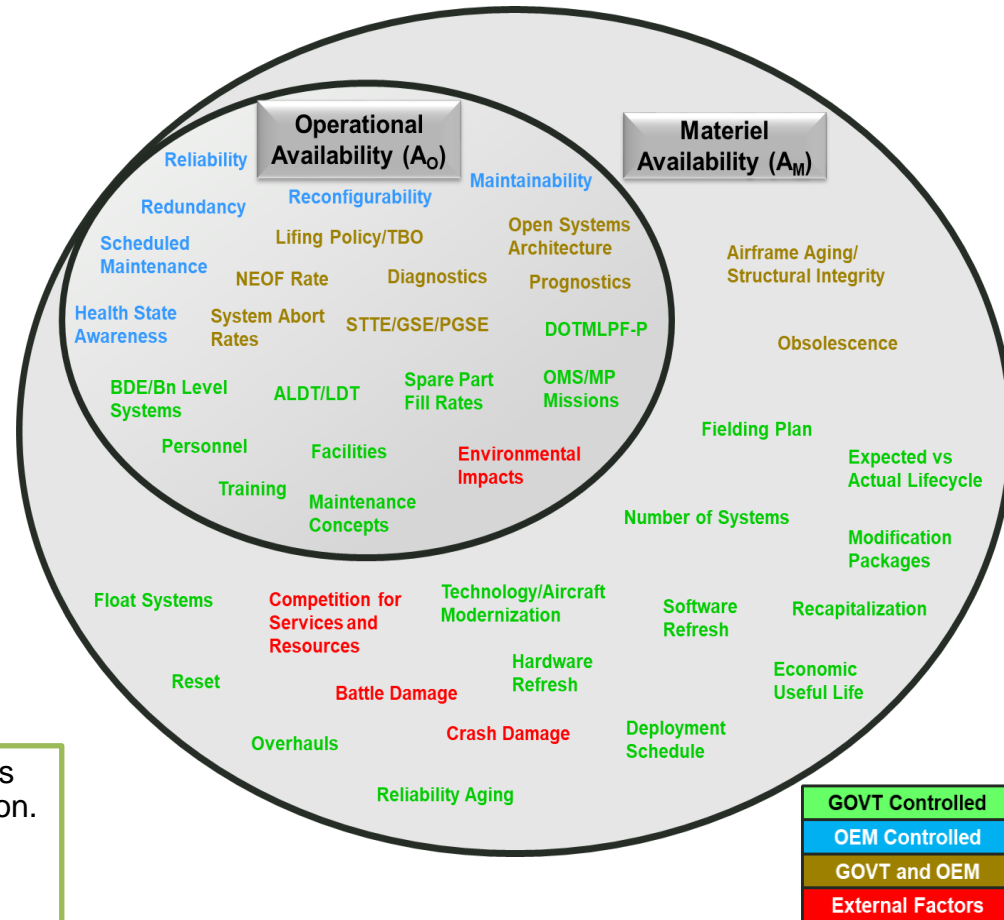 Operational
Availability (AO)
Materiel
Availability (AM)
Reliability
Maintainability
Reconfigurability
Redundancy
Lifing Policy/TBO
Open Systems
Architecture
Scheduled
Maintenance
NEOF Rate
Diagnostics
Prognostics
Airframe Aging/
Structural Integrity
Health State
Awareness
System Abort
Rates
STTE/GSE/PGSE
DOTMLPF-P
Obsolescence
BDE/Bn Level
Systems
ALDT/LDT
Spare Part
Fill Rates
OMS/MP
Missions
Personnel
Facilities
Environmental
Impacts
Fielding Plan
Expected vs
Actual Lifecycle
Training
Maintenance
Concepts
Number of Systems
Modification
Packages
Float Systems
Competition for
Services and
Resources
Technology/Aircraft
Modernization
Software
Refresh
Recapitalization
Reset
Battle Damage
Hardware
Refresh
Economic
Useful Life
Overhauls
Crash Damage
Deployment
Schedule
Reliability Aging
GOVT Controlled
OEM Controlled
GOVT and OEM
External Factors